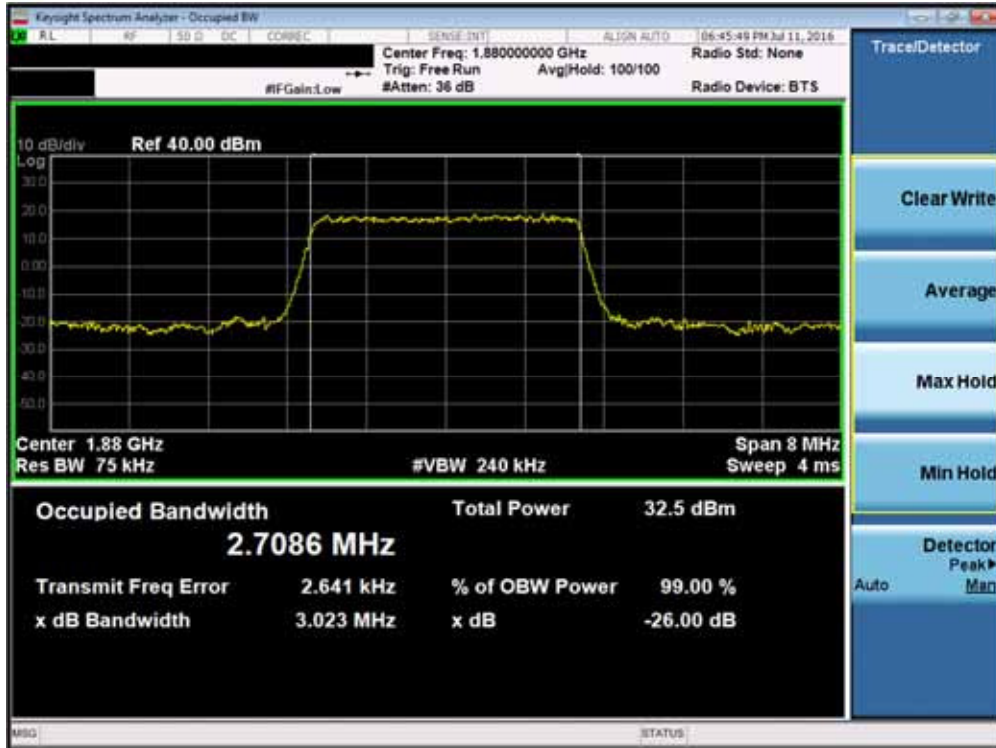 Keysight Spectrum Analyzer - Occupied BW
RL RF 50 Ω DC CORREC SENSE:INT ALIGN AUTO 06:45:49 PM Jul 11, 2016
Center Freq: 1.880000000 GHz Radio Std: None
Trig: Free Run Avg|Hold: 100/100
#IFGain:Low #Atten: 36 dB Radio Device: BTS
Trace/Detector
10 dB/div Ref 40.00 dBm
Log
30.0
20.0
10.0
0.00
-10.0
-20.0
-30.0
-40.0
-50.0
Center 1.88 GHz Span 8 MHz
Res BW 75 kHz #VBW 240 kHz Sweep 4 ms
Occupied Bandwidth Total Power 32.5 dBm
2.7086 MHz
Transmit Freq Error 2.641 kHz % of OBW Power 99.00 %
x dB Bandwidth 3.023 MHz x dB -26.00 dB
Clear Write
Average
Max Hold
Min Hold
Detector
Peak▶
Auto Man
MSG STATUS